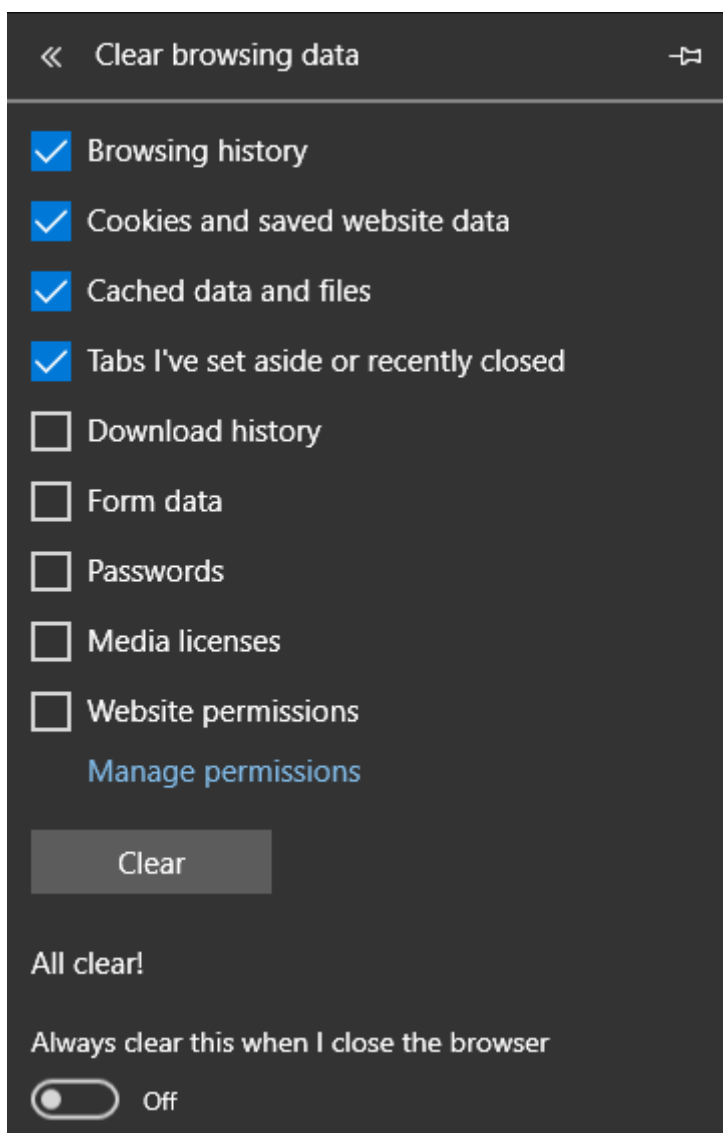 Clear browsing data
Browsing history
Cookies and saved website data
Cached data and files
Tabs I've set aside or recently closed
Download history
Form data
Passwords
Media licenses
Website permissions
Manage permissions
Clear
All clear!
Always clear this when I close the browser
Off